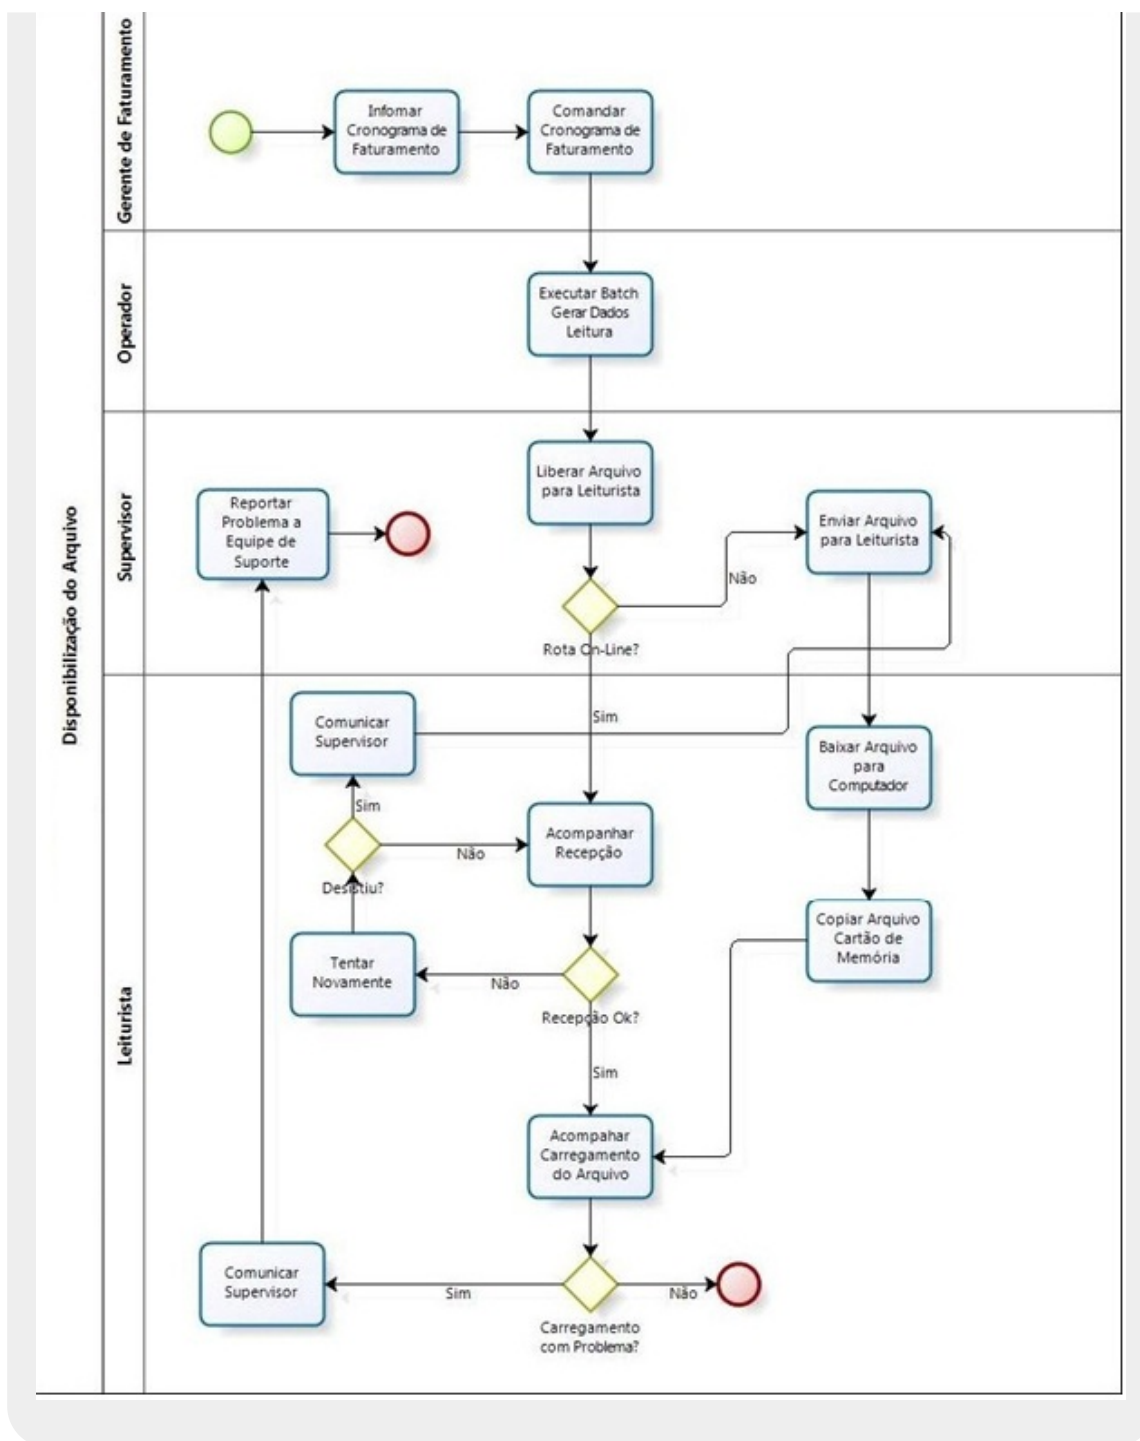 Disponibilização do Arquivo
Gerente de Faturamento
Infomar
Cronograma de
Faturamento
Comandar
Cronograma de
Faturamento
Operador
Executar Batch
Gerar Dados
Leitura
Supervisor
Liberar Arquivo
para Leiturista
Reportar
Problema a
Equipe de
Suporte
Enviar Arquivo
para Leiturista
Não
Rota On-Line?
Sim
Leiturista
Comunicar
Supervisor
Baixar Arquivo
para
Computador
Sim
Acompanhar
Recepção
Não
Desistiu?
Copiar Arquivo
Cartão de
Memória
Tentar
Novamente
Não
Recepção Ok?
Sim
Acompahar
Carregamento
do Arquivo
Comunicar
Supervisor
Sim
Não
Carregamento
com Problema?